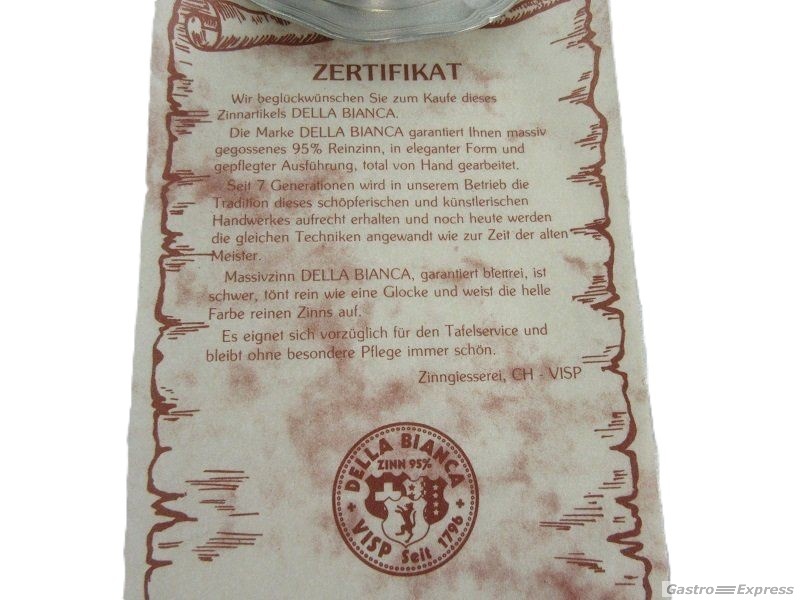 ZERTIFIKAT
Wir beglückwünschen Sie zum Kaufe dieses
Zinnartikels DELLA BIANCA.
Die Marke DELLA BIANCA garantiert Ihnen massiv
gegossenes 95% Reinzinn, in eleganter Form und
gepflegter Ausführung, total von Hand gearbeitet.
Seit 7 Generationen wird in unserem Betrieb die
Tradition dieses schöpferischen und künstlerischen
Handwerkes aufrecht erhalten und noch heute werden
die gleichen Techniken angewandt wie zur Zeit der alten
Meister.
Massivzinn DELLA BIANCA, garantiert bleifrei, ist
schwer, tönt rein wie eine Glocke und weist die helle
Farbe reinen Zinns auf.
Es eignet sich vorzüglich für den Tafelservice und
bleibt ohne besondere Pflege immer schön.
Zinngiesserei, CH - VISP
DELLA BIANCA
ZINN 95%
VISP Seit 1796
Gastro Express